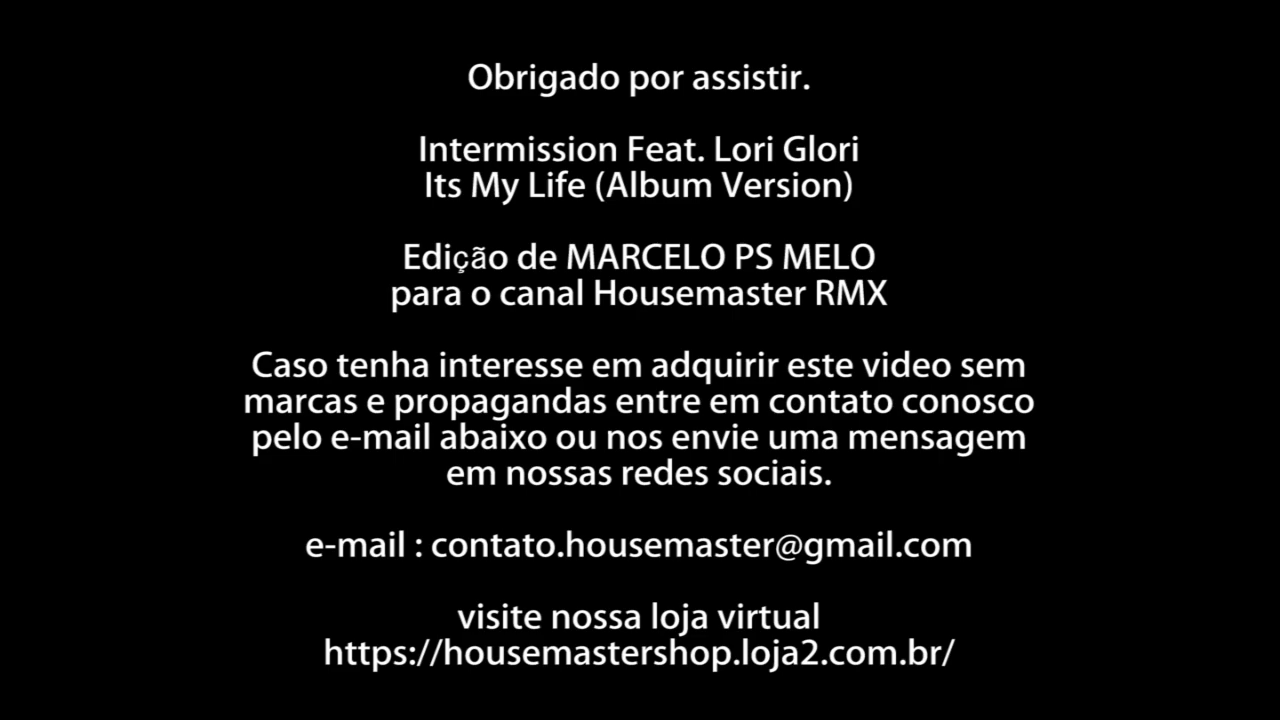 Obrigado por assistir.
Intermission Feat. Lori Glori
Its My Life (Album Version)
Edição de MARCELO PS MELO
para o canal Housemaster RMX
Caso tenha interesse em adquirir este video sem
marcas e propagandas entre em contato conosco
pelo e-mail abaixo ou nos envie uma mensagem
em nossas redes sociais.
e-mail : contato.housemaster@gmail.com
visite nossa loja virtual
https://housemastershop.loja2.com.br/